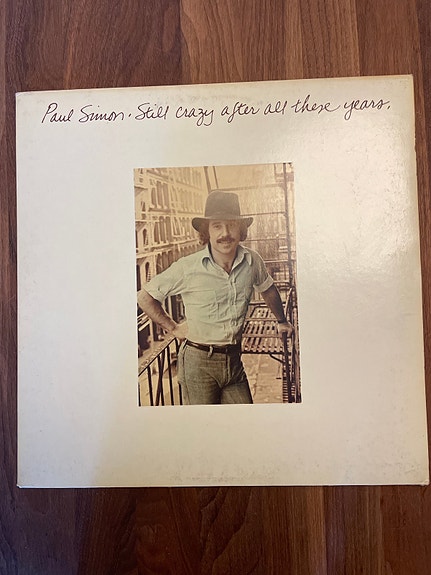 Paul Simon. Still crazy after all these years.